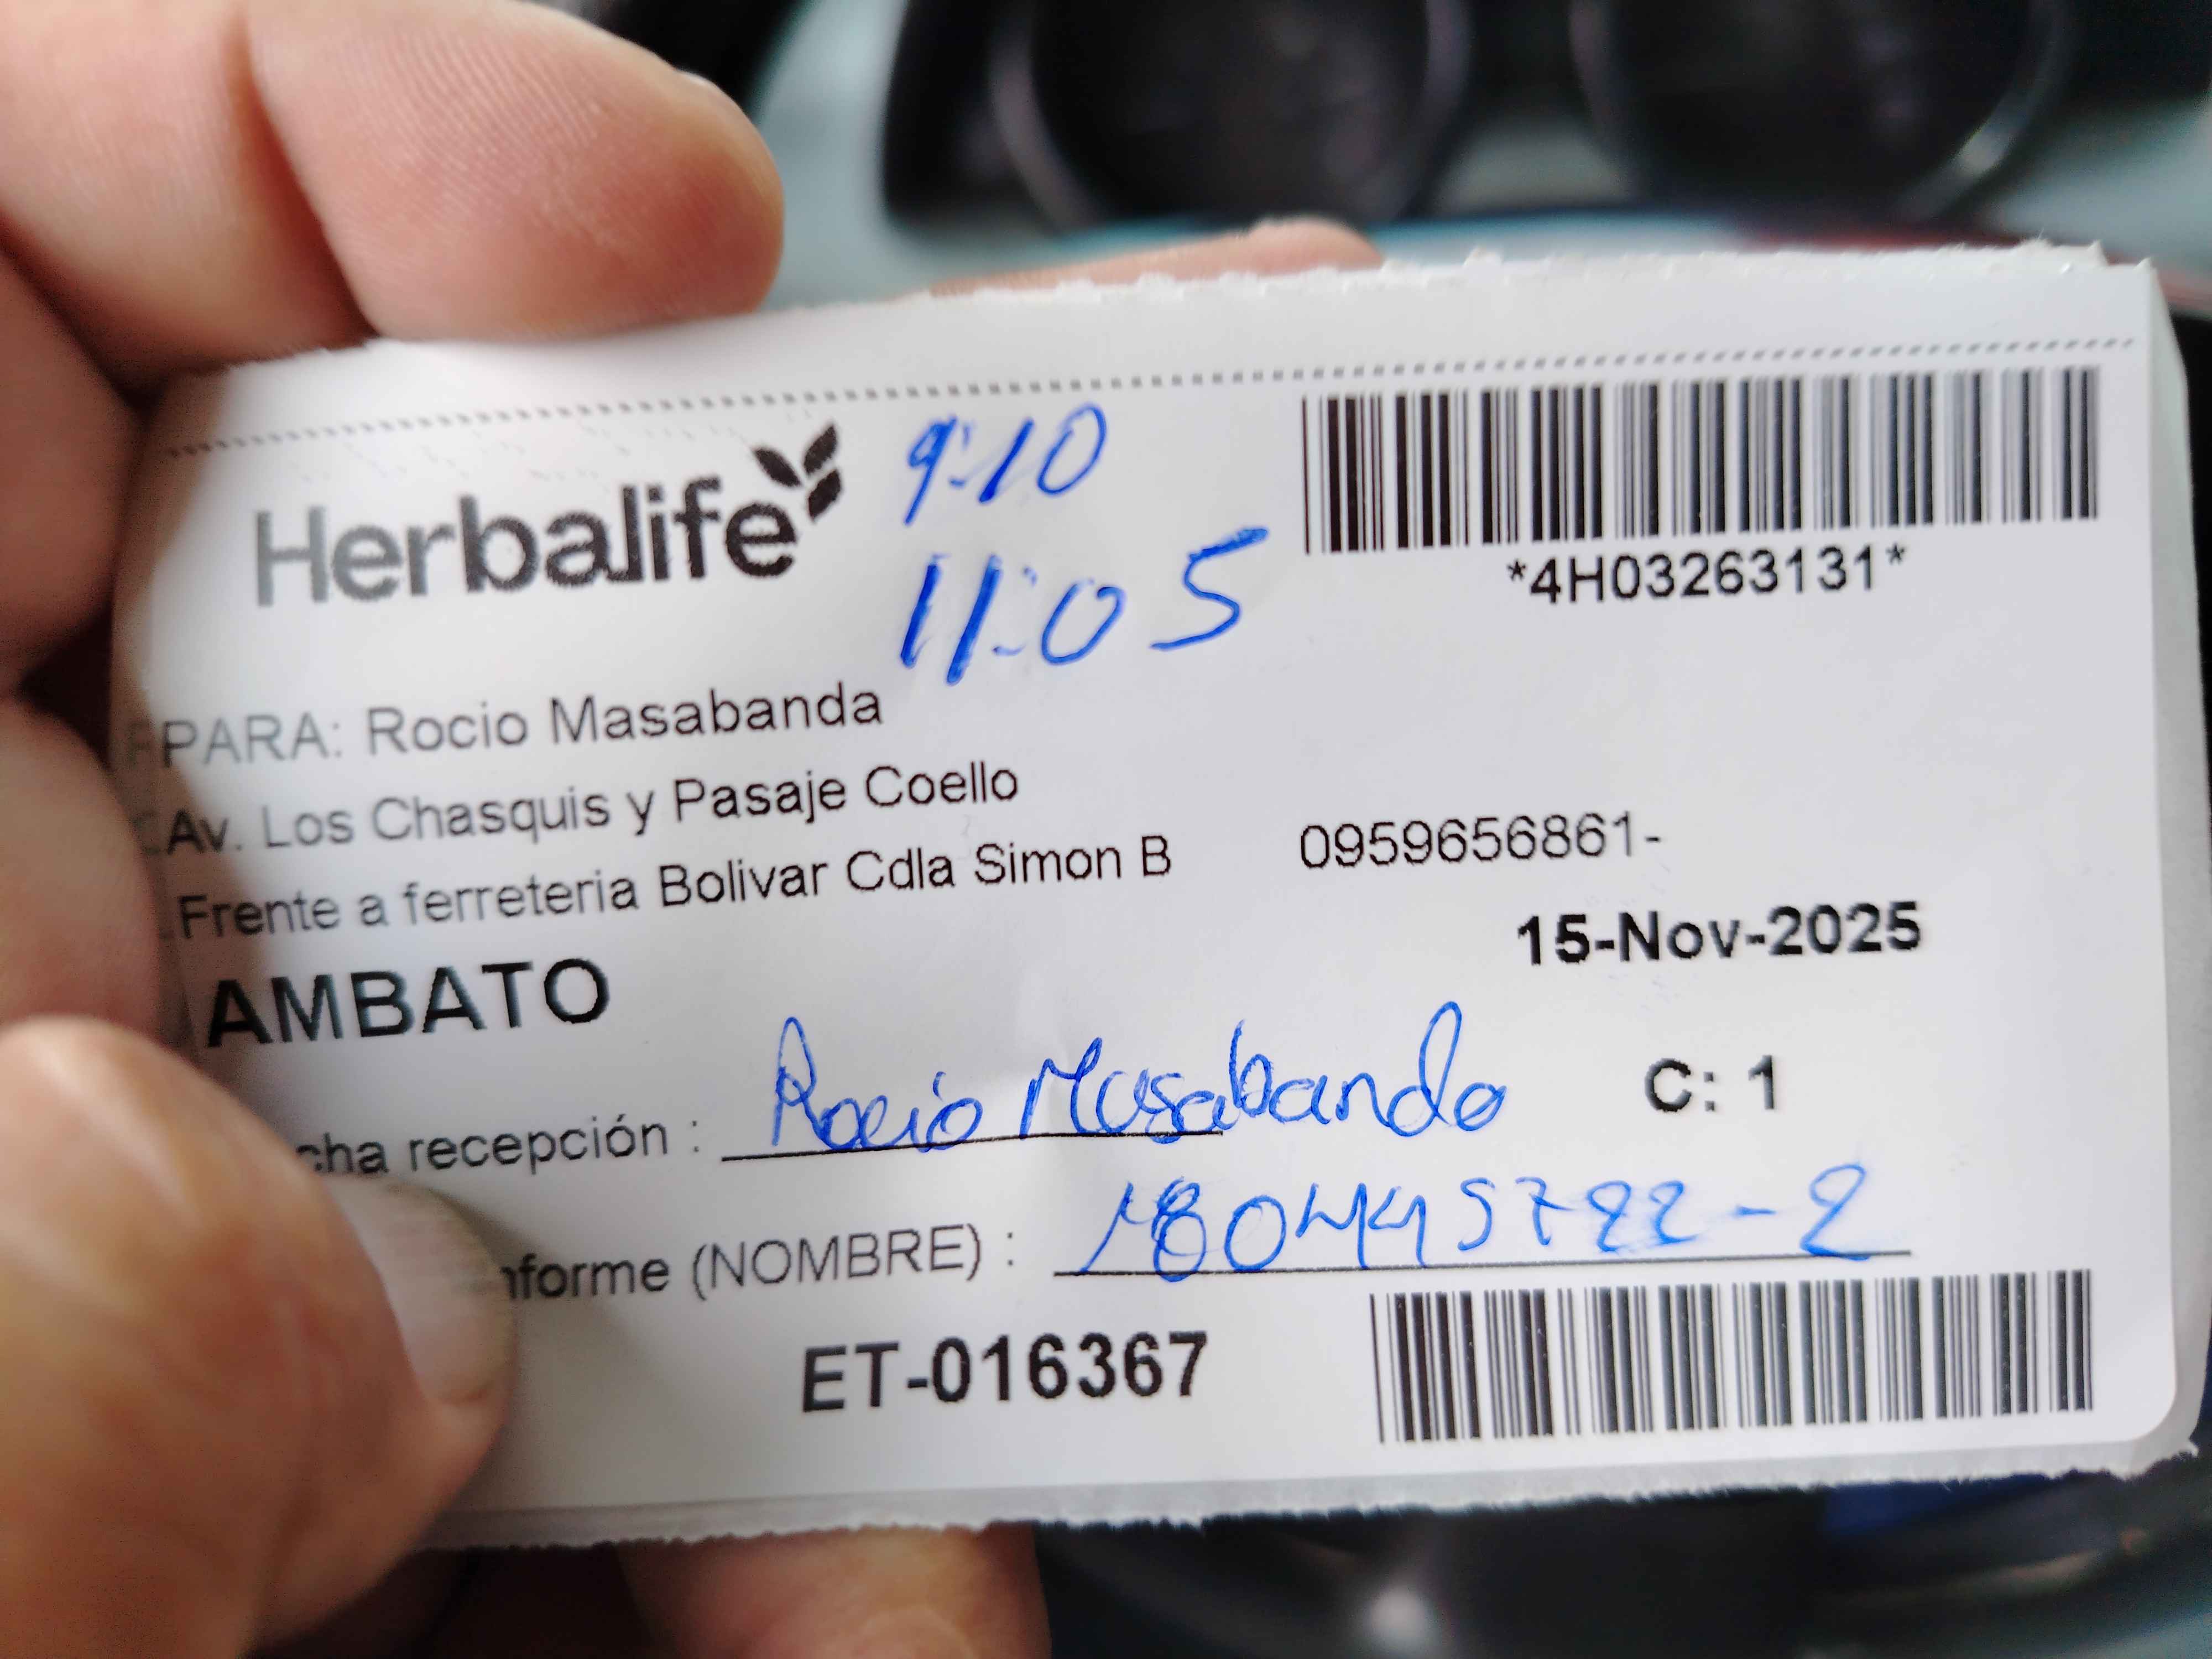 Herbalife
9:10
11:05
*4H03263131*
PARA: Rocio Masabanda
Av. Los Chasquis y Pasaje Coello
Frente a ferreteria Bolivar Cdla Simon B
0959656861-
AMBATO
15-Nov-2025
cha recepción : Rocio Masabanda
C: 1
nforme (NOMBRE) : 180445722-2
ET-016367